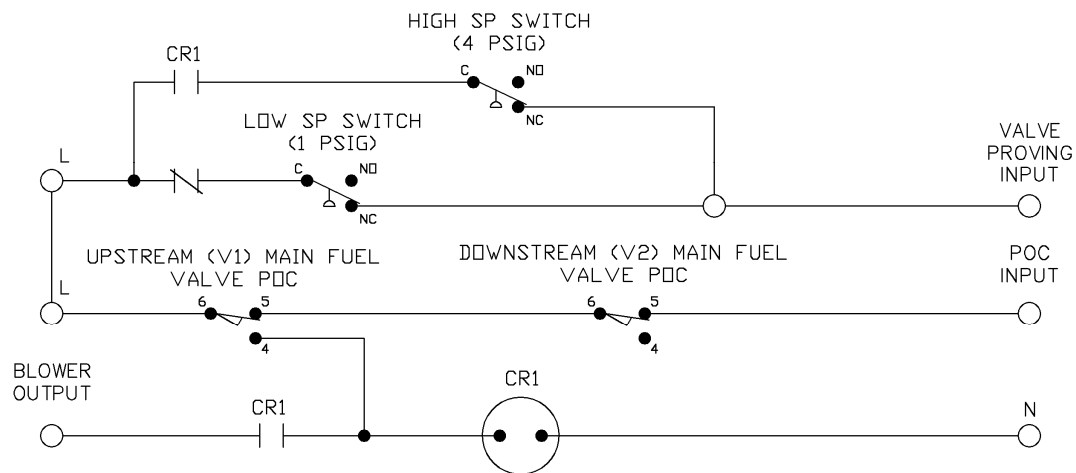 HIGH SP SWITCH
(4 PSIG)
CR1
C
NO
NC
LOW SP SWITCH
(1 PSIG)
L
C
NO
NC
VALVE
PROVING
INPUT
UPSTREAM (V1) MAIN FUEL
VALVE POC
DOWNSTREAM (V2) MAIN FUEL
VALVE POC
POC
INPUT
L
6
5
4
6
5
4
BLOWER
OUTPUT
CR1
CR1
N